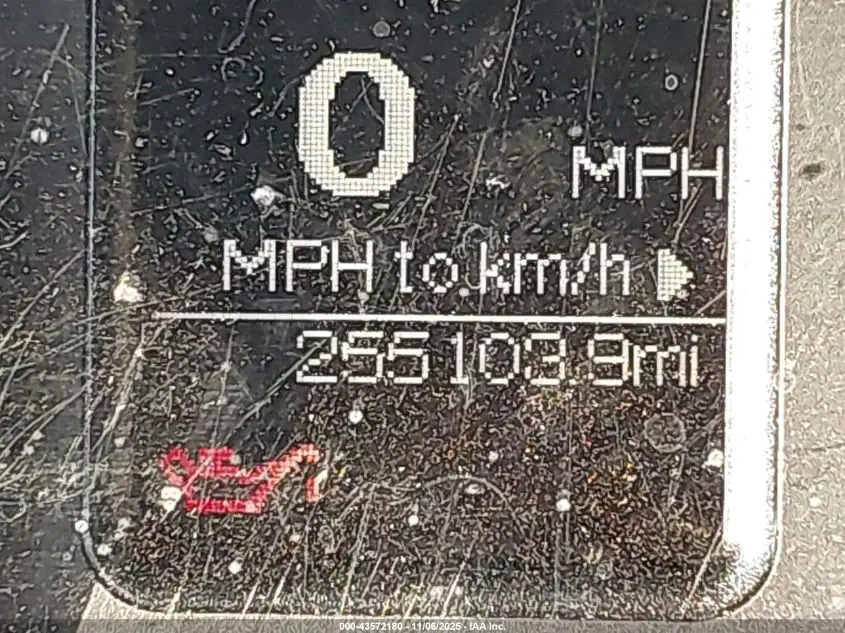 0
MPH
MPH to km/h
255103.9mi
000-43572180 - 11/06/2025 - IAA Inc.